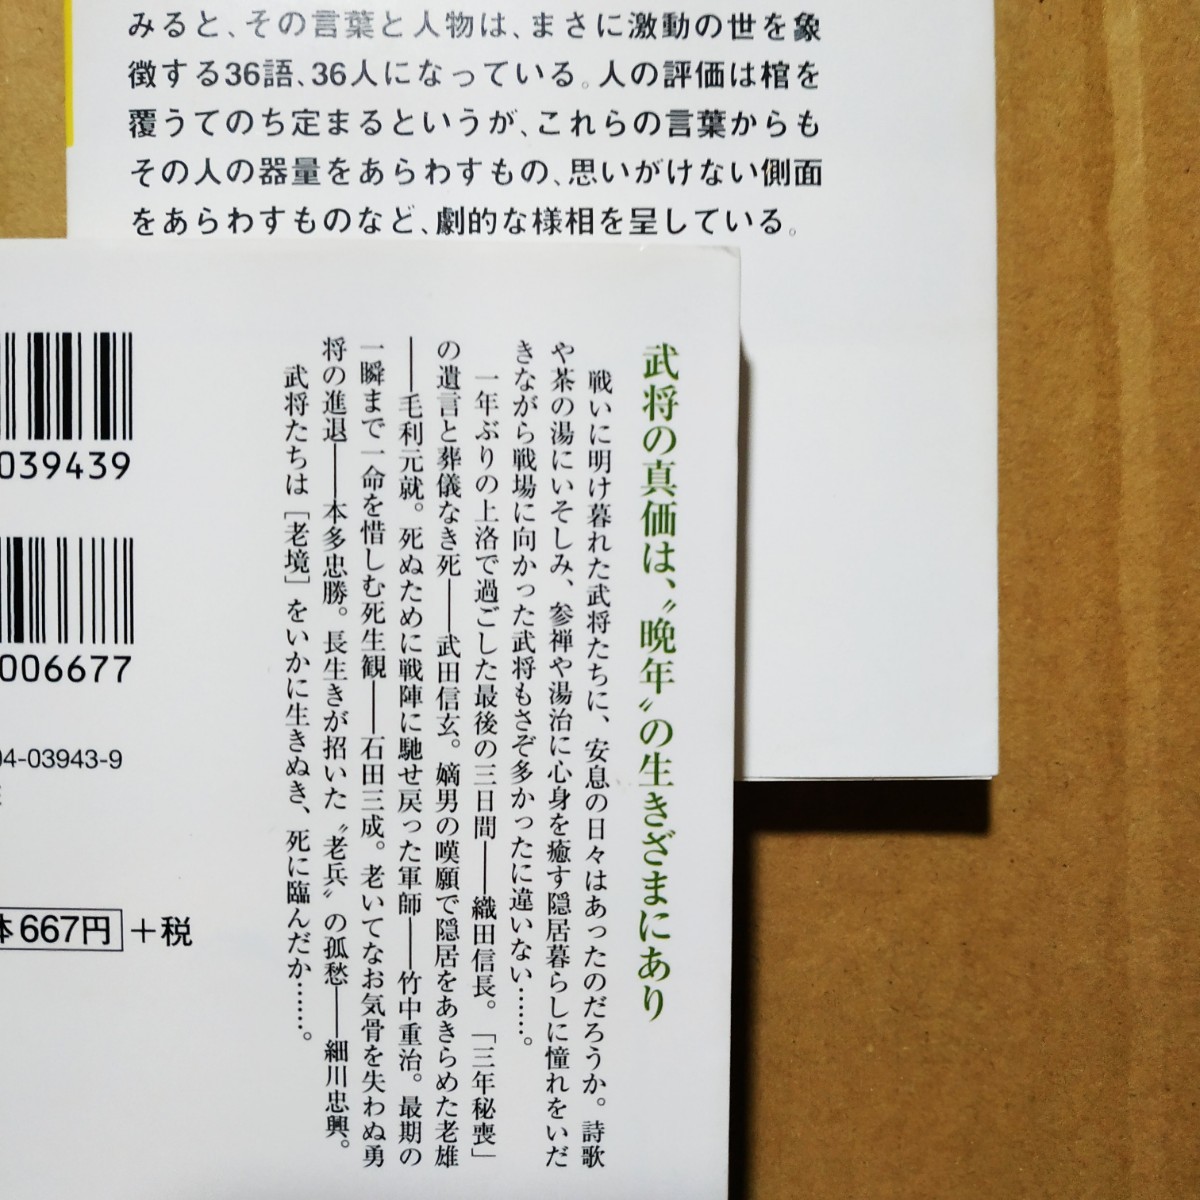 みると、その言葉と人物は、まさに激動の世を象
徴する36語、36人になっている。人の評価は棺を
覆うてのち定まるというが、これらの言葉からも
その人の器量をあらわすもの、思いがけない側面
をあらわすものなど、劇的な様相を呈している。
武将の真価は、〝晩年〟の生きざまにあり
戦いに明け暮れた武将たちに、安息の日々はあったのだろうか。詩歌
や茶の湯にいそしみ、参禅や湯治に心身を癒す隠居暮らしに憧れをいだ
きながら戦場に向かった武将もさぞ多かったに違いない……。
一年ぶりの上洛で過ごした最後の三日間――織田信長。「三年秘喪」
の遺言と葬儀なき死――武田信玄。嫡男の嘆願で隠居をあきらめた老雄
――毛利元就。死ぬために戦陣に馳せ戻った軍師――竹中重治。最期の
一瞬まで一命を惜しむ死生観――石田三成。老いてなお気骨を失わぬ勇
将の進退――本多忠勝。長生きが招いた〝老兵〟の孤愁――細川忠興。
武将たちは［老境］をいかに生きぬき、死に臨んだか……。
039439
006677
04-03943-9
体667円+税